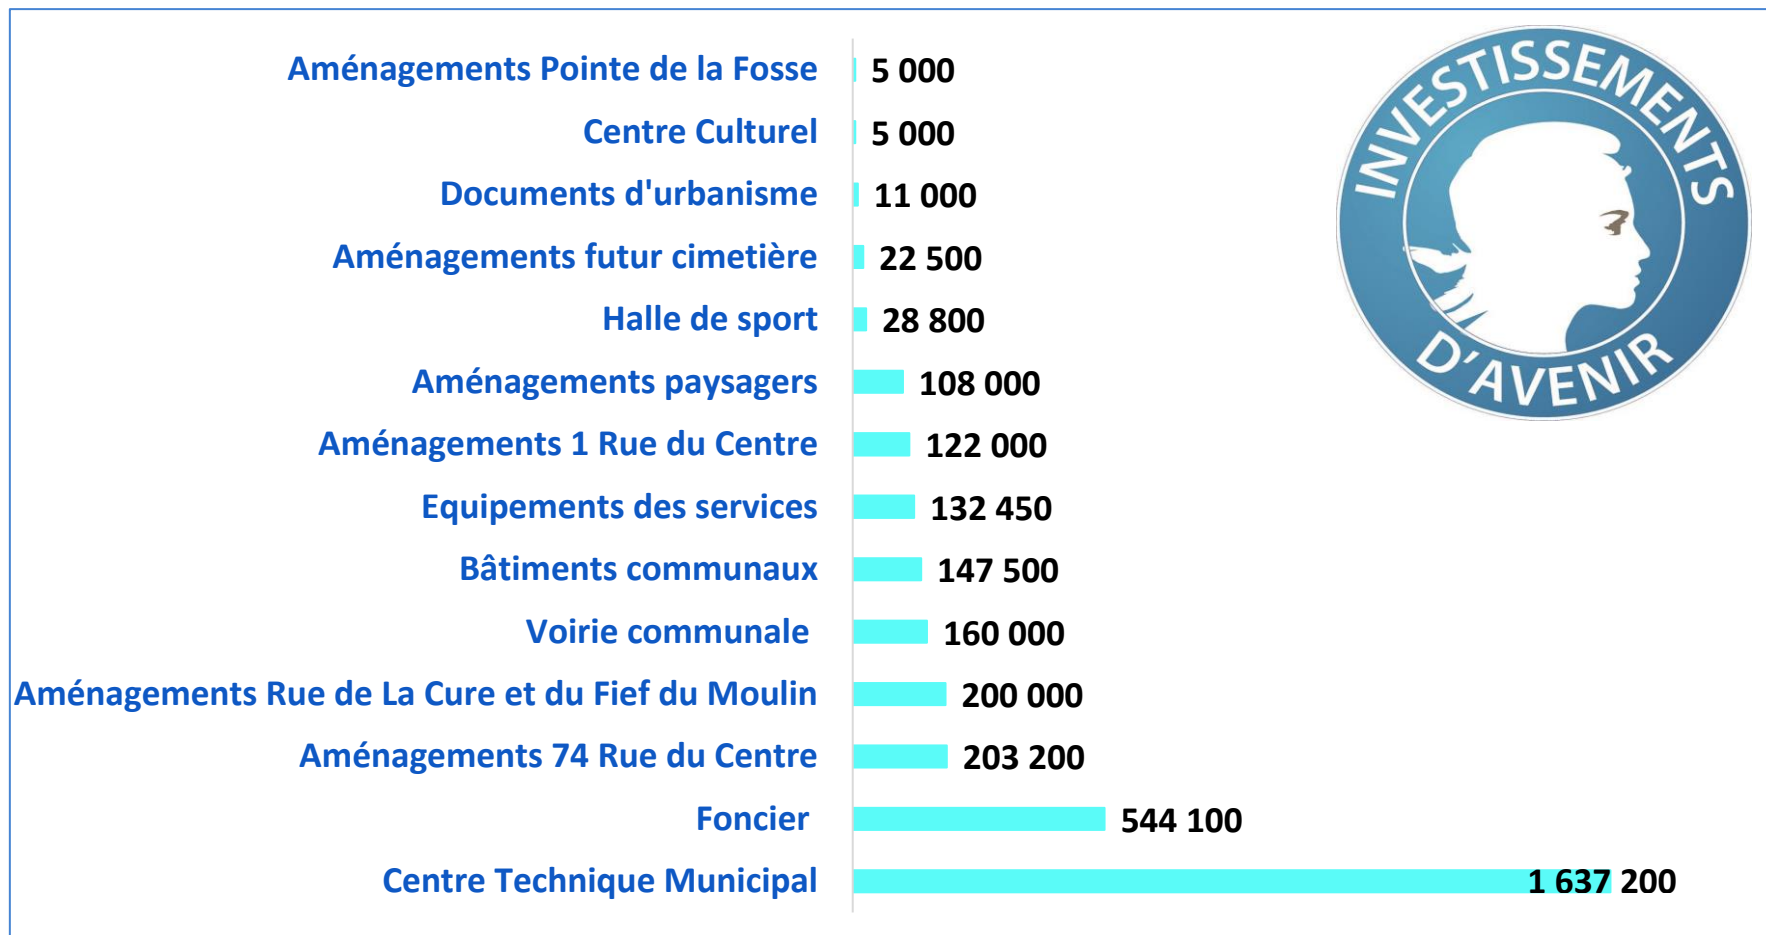 Aménagements Pointe de la Fosse 5 000
Centre Culturel 5 000
Documents d'urbanisme 11 000
Aménagements futur cimetière 22 500
Halle de sport 28 800
Aménagements paysagers 108 000
Aménagements 1 Rue du Centre 122 000
Equipements des services 132 450
Bâtiments communaux 147 500
Voirie communale 160 000
Aménagements Rue de La Cure et du Fief du Moulin 200 000
Aménagements 74 Rue du Centre 203 200
Foncier 544 100
Centre Technique Municipal 1 637 200
INVESTISSEMENTS
D'AVENIR